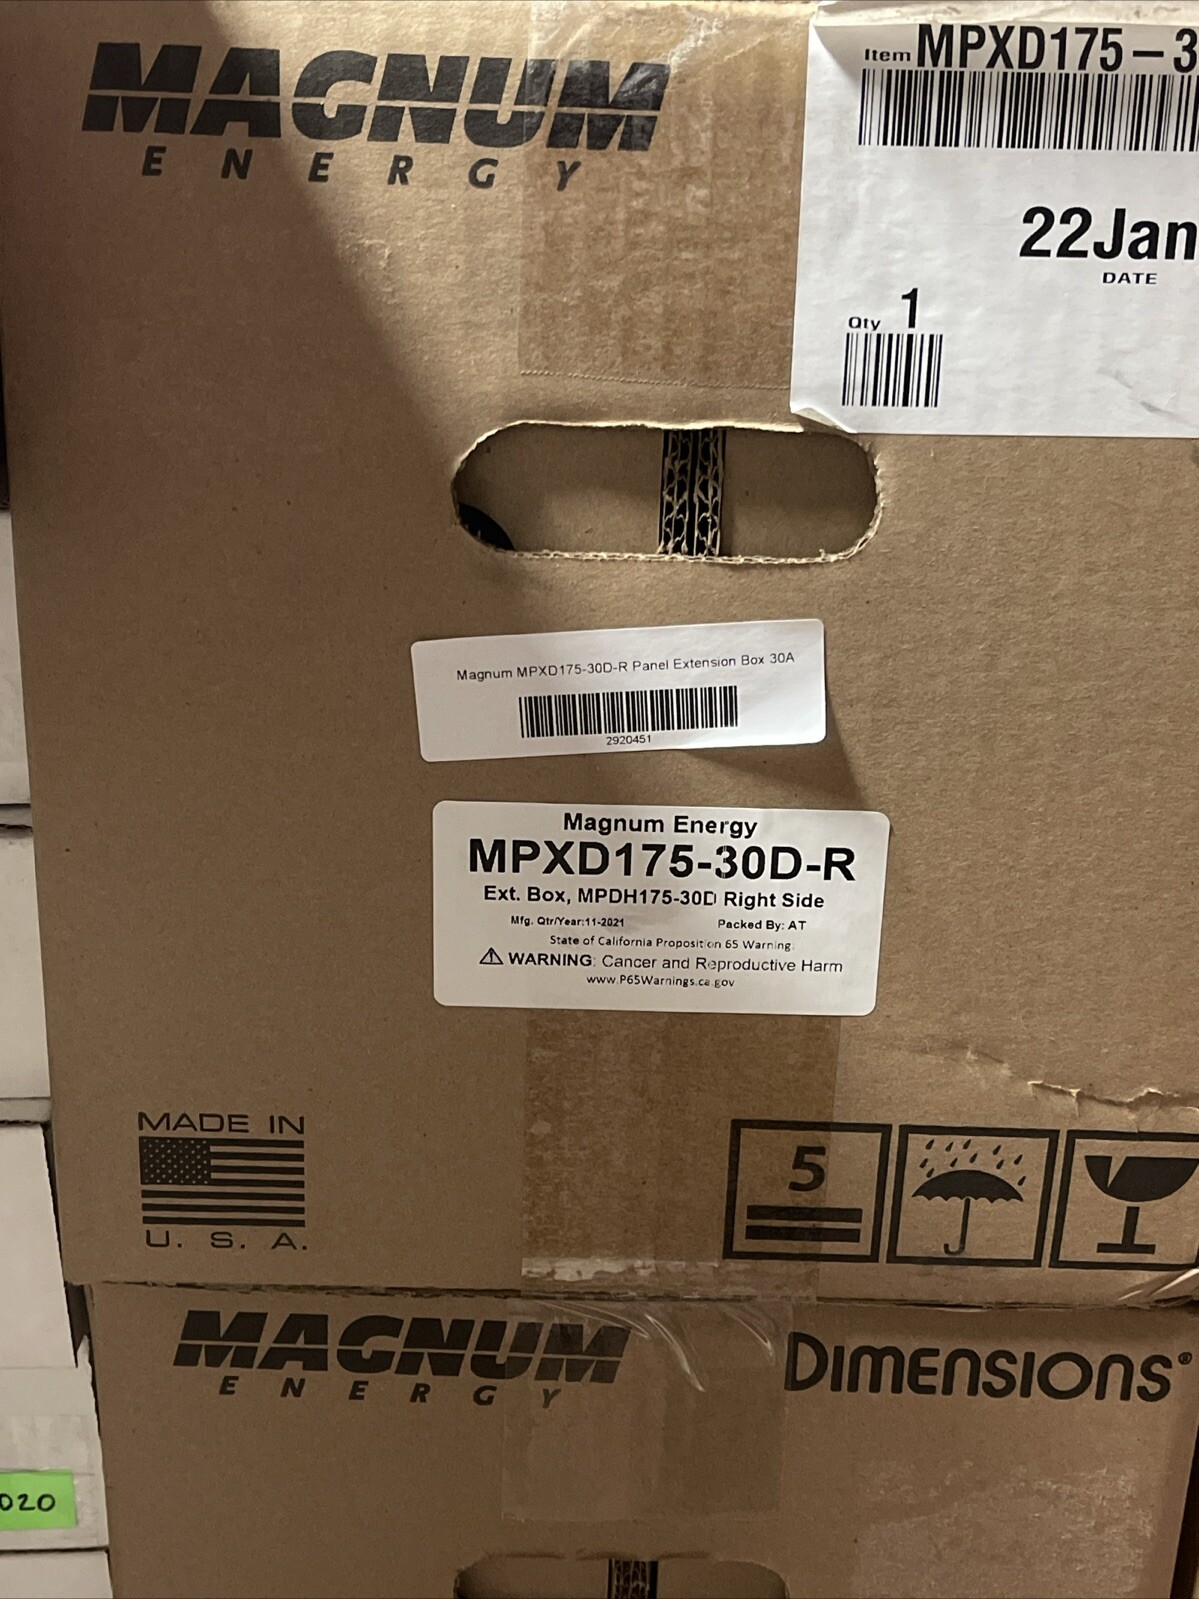 MAGNUM
ENERGY
Item MPXD175-3
22Jan
DATE
Qty 1
Magnum MPXD175-30D-R Panel Extension Box 30A
2920451
Magnum Energy
MPXD175-30D-R
Ext. Box, MPDH175-30D Right Side
Mfg. Qtr/Year:11-2021 Packed By: AT
State of California Proposition 65 Warning:
WARNING: Cancer and Reproductive Harm
www.P65Warnings.ca.gov
MADE IN
U. S. A.
5
MAGNUM
ENERGY
DIMENSIONS®
020